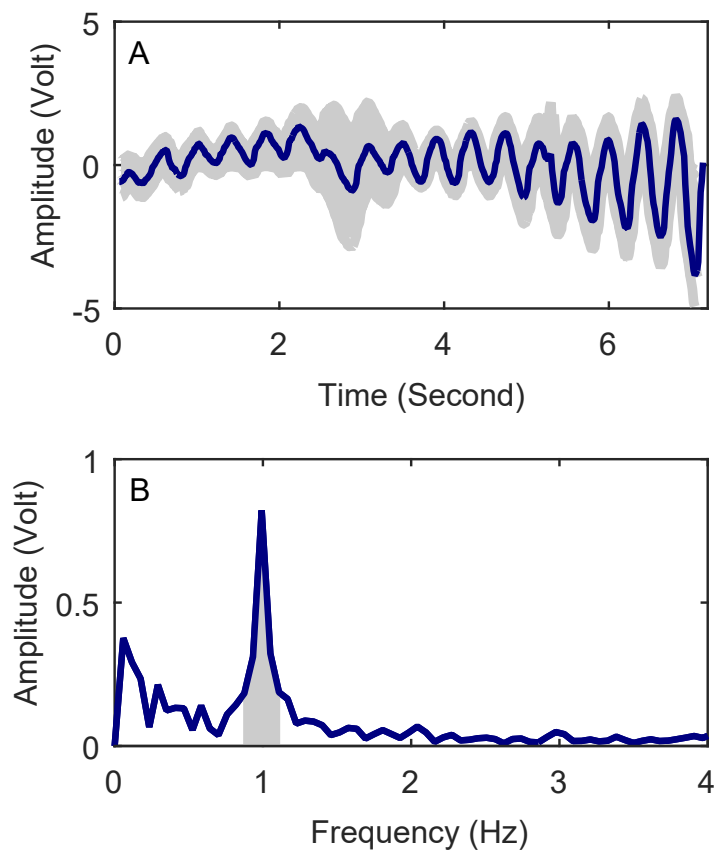 5
A
0
-5
Amplitude (Volt)
0 2 4 6
Time (Second)
1
B
0.5
0
Amplitude (Volt)
0 1 2 3 4
Frequency (Hz)